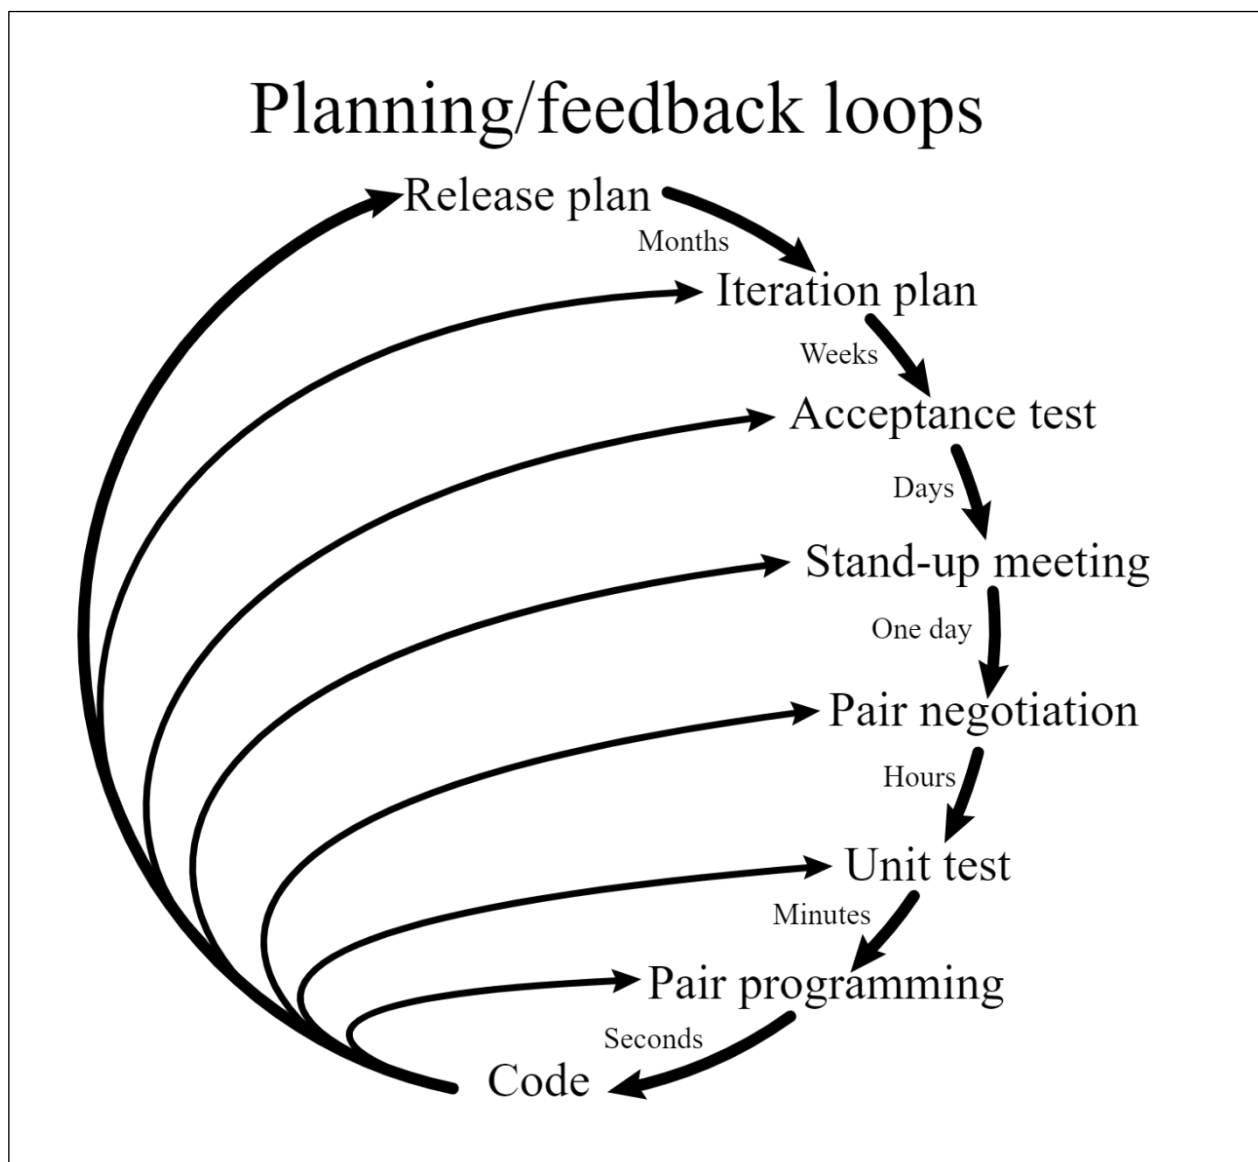 Planning/feedback loops
Release plan
Months
Iteration plan
Weeks
Acceptance test
Days
Stand-up meeting
One day
Pair negotiation
Hours
Unit test
Minutes
Pair programming
Seconds
Code